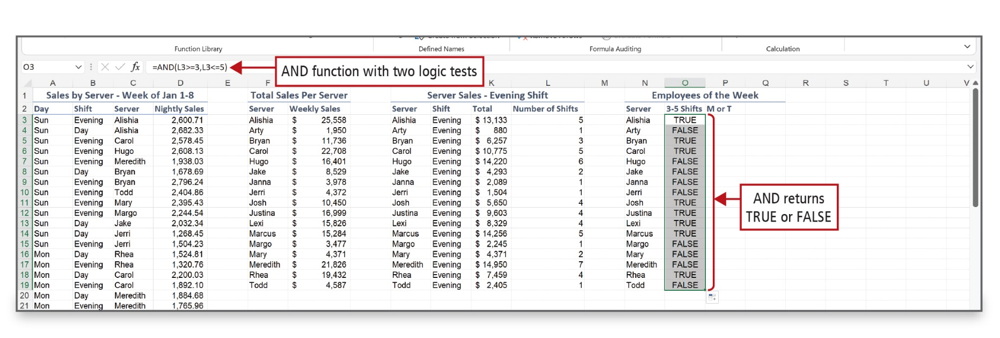 Function Library Defined Names Formula Auditing Calculation
O3 fx =AND(L3>=3,L3<=5)
AND function with two logic tests
A B C D E F K L M N O P Q R S T U V
1 Sales by Server - Week of Jan 1-8 Total Sales Per Server Server Sales - Evening Shift Employees of the Week
2 Day Shift Server Nightly Sales Server Weekly Sales Server Shift Total Number of Shifts Server 3-5 Shifts M or T
3 Sun Evening Alishia 2,600.71 Alishia $ 25,558 Alishia Evening $ 13,133 5 Alishia TRUE
4 Sun Day Alishia 2,682.33 Arty $ 1,950 Arty Evening $ 880 1 Arty FALSE
5 Sun Evening Carol 2,578.45 Bryan $ 11,736 Bryan Evening $ 6,257 3 Bryan TRUE
6 Sun Evening Hugo 2,608.13 Carol $ 22,708 Carol Evening $ 10,775 5 Carol TRUE
7 Sun Evening Meredith 1,938.03 Hugo $ 16,401 Hugo Evening $ 14,220 6 Hugo FALSE
8 Sun Day Bryan 1,678.69 Jake $ 8,529 Jake Evening $ 4,293 2 Jake FALSE
9 Sun Evening Bryan 2,796.24 Janna $ 3,978 Janna Evening $ 2,089 1 Janna FALSE
10 Sun Evening Todd 2,404.86 Jerri $ 4,372 Jerri Evening $ 1,504 1 Jerri FALSE
11 Sun Evening Mary 2,395.43 Josh $ 10,450 Josh Evening $ 5,650 4 Josh TRUE
12 Sun Evening Margo 2,244.54 Justina $ 16,999 Justina Evening $ 9,603 4 Justina TRUE
13 Sun Day Jake 2,032.34 Lexi $ 15,826 Lexi Evening $ 8,329 4 Lexi TRUE
14 Sun Day Jerri 1,268.45 Marcus $ 15,284 Marcus Evening $ 14,256 5 Marcus TRUE
15 Sun Evening Jerri 1,504.23 Margo $ 3,477 Margo Evening $ 2,245 1 Margo FALSE
16 Mon Day Rhea 1,524.81 Mary $ 4,371 Mary Evening $ 4,371 2 Mary FALSE
17 Mon Evening Rhea 1,320.76 Meredith $ 21,826 Meredith Evening $ 14,950 7 Meredith FALSE
18 Mon Day Carol 2,200.03 Rhea $ 19,432 Rhea Evening $ 7,459 4 Rhea TRUE
19 Mon Evening Carol 1,892.10 Todd $ 4,587 Todd Evening $ 2,405 1 Todd FALSE
20 Mon Day Meredith 1,884.68
21 Mon Evening Meredith 1,765.96
AND returns
TRUE or FALSE